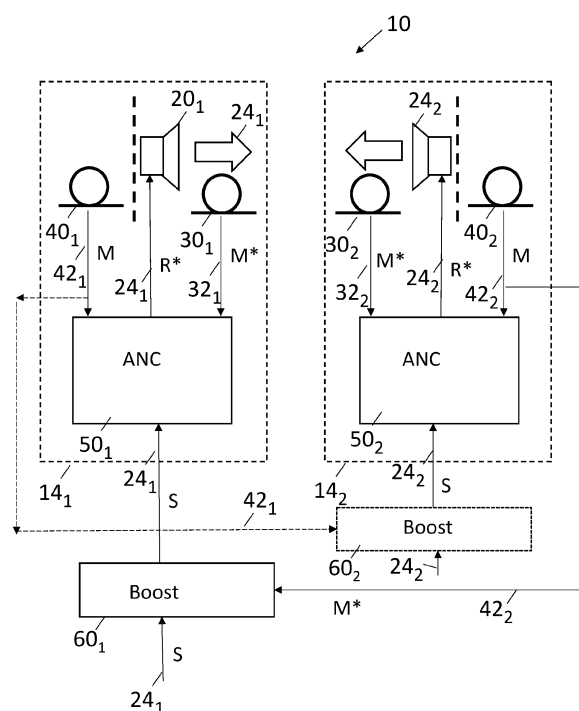 10
20₁ 24₁ 24₂
40₁ 30₁ 30₂ 40₂
M R* M* M* R* M
42₁ 24₁ 32₁ 32₂ 24₂ 42₂
ANC ANC
50₁ 50₂
24₁ 24₂
14₁ S 14₂ S
42₁
Boost
60₂ 24₂
Boost
M* 42₂
60₁
S
24₁